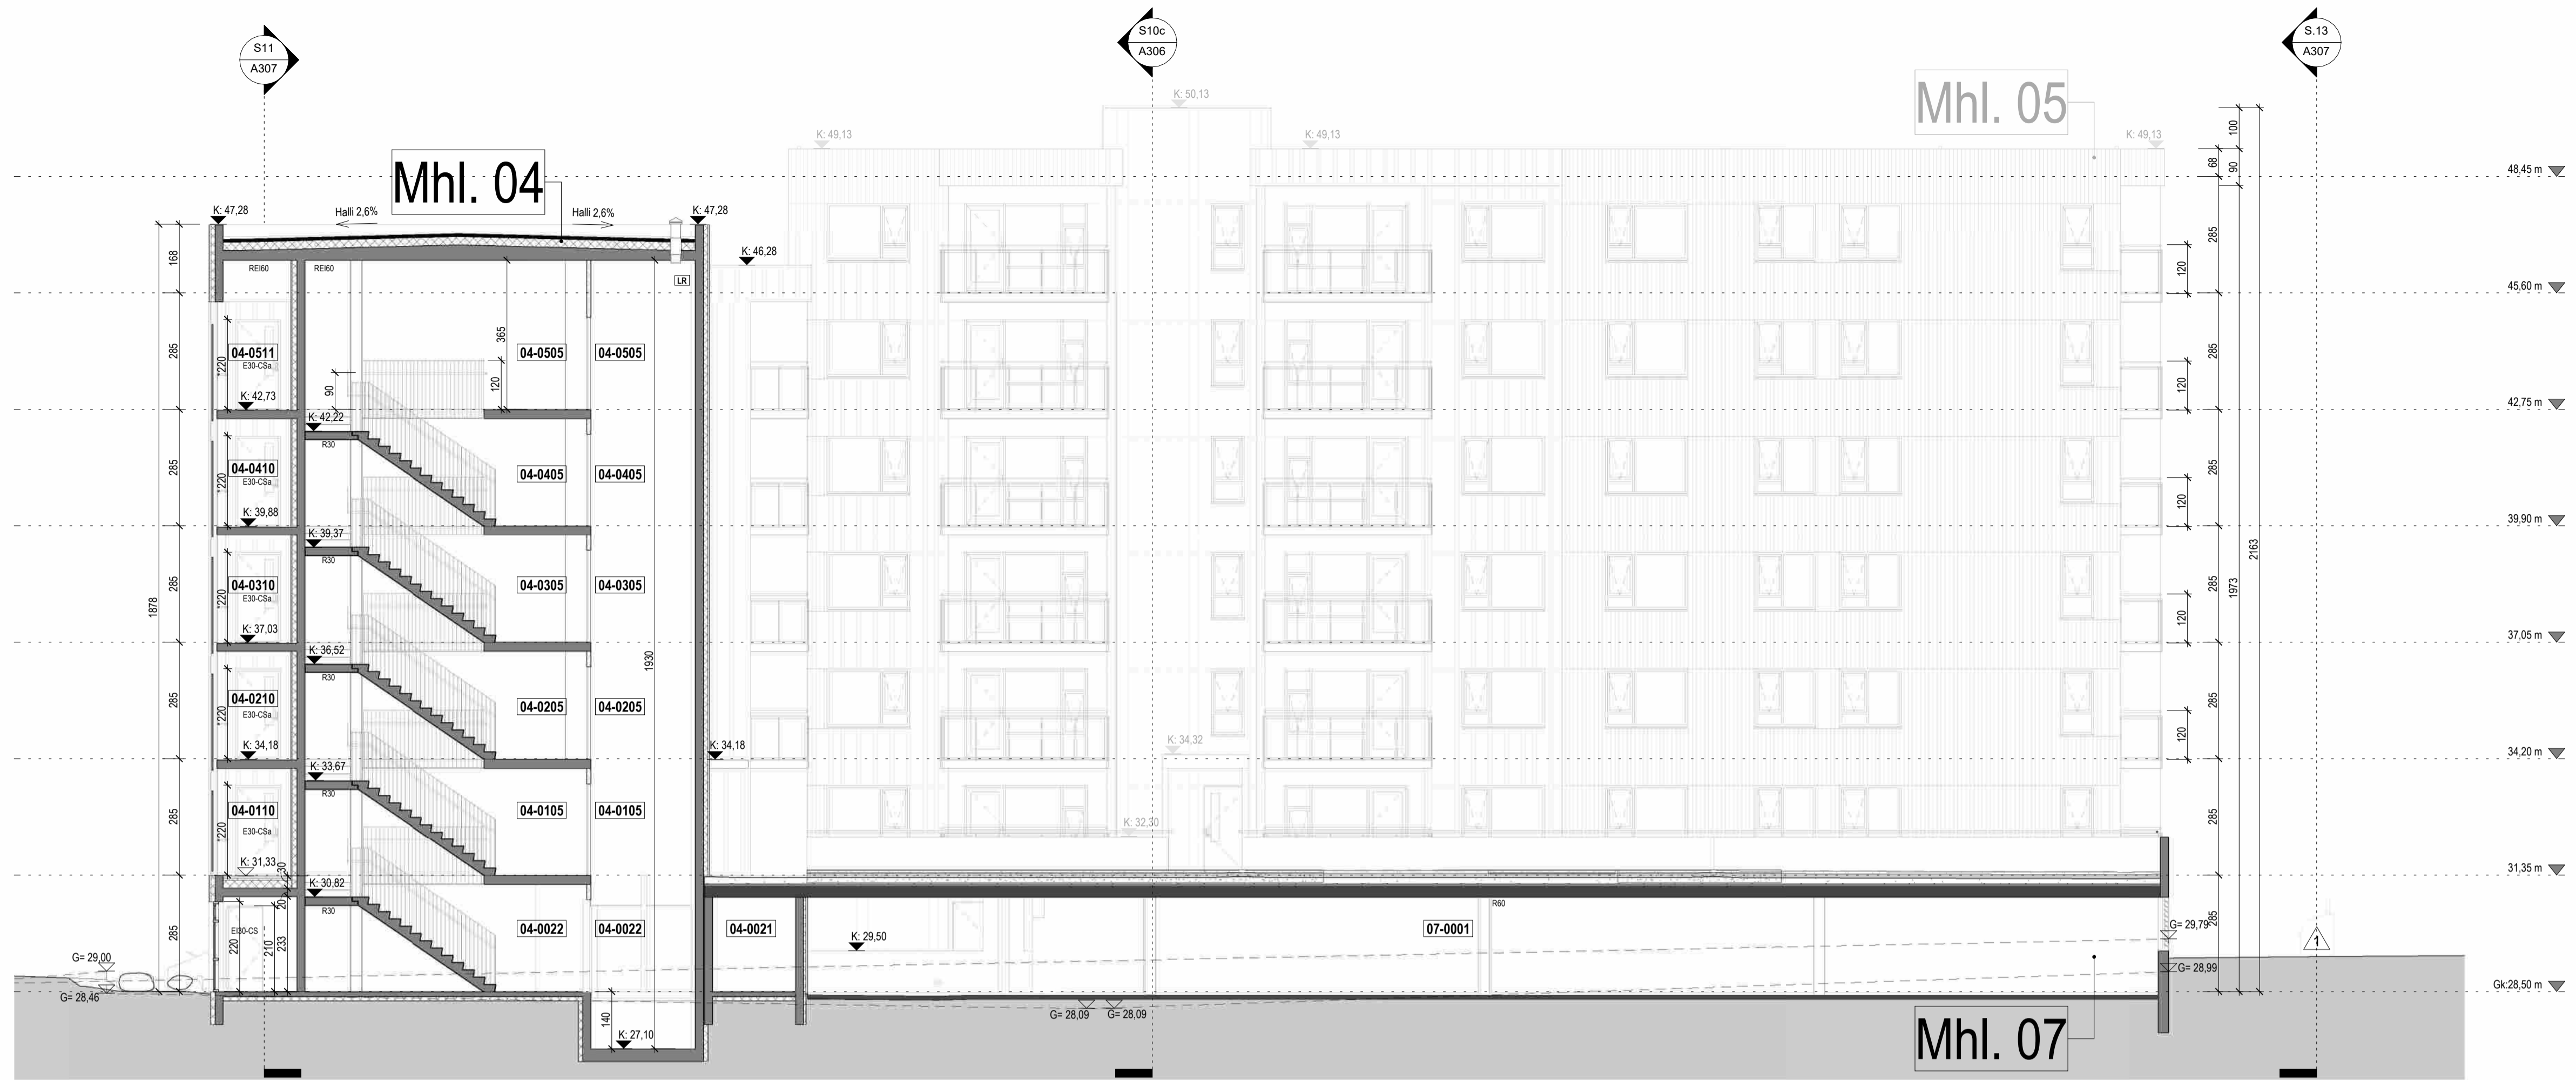 S11
A307
S10c
A306
S.13
A307
Mhl. 04
Mhl. 05
K: 50,13
K: 49,13
K: 49,13
K: 49,13
100
68
90
48,45 m
K: 47,28
Halli 2,6%
Halli 2,6%
K: 47,28
K: 46,28
168
REI60
REI60
LR
285
120
45,60 m
285
220
04-0511
E30-CSa
365
04-0505
04-0505
90
120
285
120
K: 42,73
K: 42,22
42,75 m
R30
285
220
04-0410
E30-CSa
04-0405
04-0405
285
120
K: 39,88
K: 39,37
39,90 m
R30
285
220
04-0310
E30-CSa
04-0305
04-0305
1878
285
120
1973
2163
K: 37,03
K: 36,52
37,05 m
R30
1930
285
220
04-0210
E30-CSa
04-0205
04-0205
285
120
K: 34,18
K: 34,18
K: 34,32
34,20 m
K: 33,67
R30
285
220
04-0110
E30-CSa
04-0105
04-0105
K: 32,30
285
K: 31,33
30
31,35 m
K: 30,82
R30
20
R60
285
EI30-CS
220
210
233
04-0022
04-0022
04-0021
K: 29,50
07-0001
G= 29,79
285
1
G= 29,00
G= 28,99
G= 28,46
Gk:28,50 m
140
G= 28,09
G= 28,09
K: 27,10
Mhl. 07